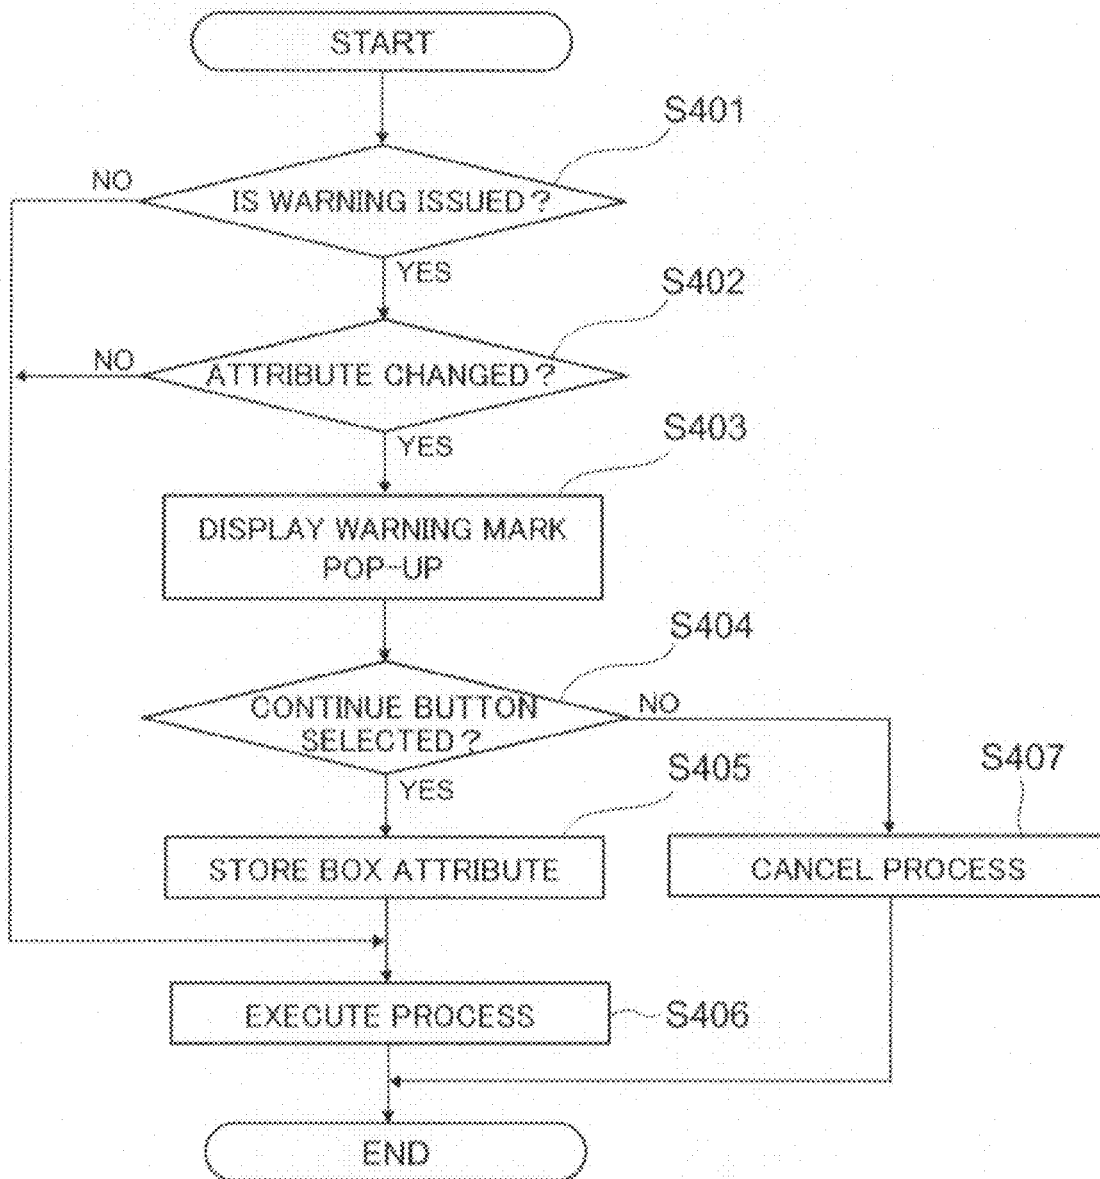 START
S401
NO
IS WARNING ISSUED?
YES
S402
NO
ATTRIBUTE CHANGED?
YES
S403
DISPLAY WARNING MARK
POP-UP
S404
CONTINUE BUTTON
SELECTED?
NO
YES
S405
S407
STORE BOX ATTRIBUTE
CANCEL PROCESS
EXECUTE PROCESS
S406
END